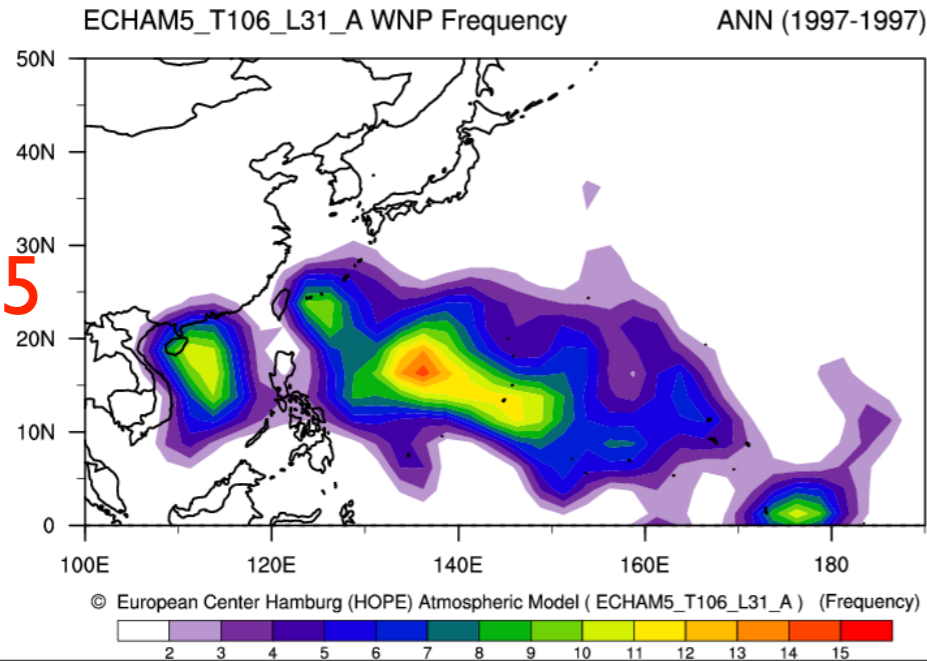 ECHAM5_T106_L31_A WNP Frequency ANN (1997-1997)
50N
40N
30N
5
20N
10N
0
100E 120E 140E 160E 180
© European Center Hamburg (HOPE) Atmospheric Model ( ECHAM5_T106_L31_A ) (Frequency)
2 3 4 5 6 7 8 9 10 11 12 13 14 15